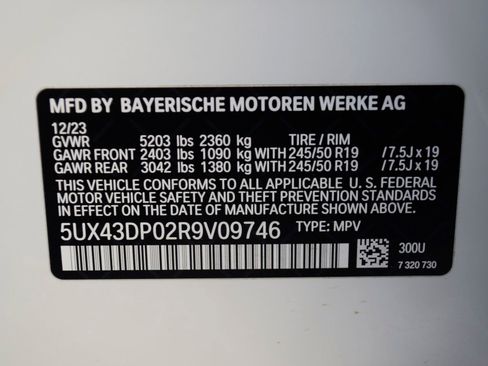 MFD BY BAYERISCHE MOTOREN WERKE AG
12/23
GVWR 5203 lbs 2360 kg TIRE / RIM
GAWR FRONT 2403 lbs 1090 kg WITH 245/50 R19 /7.5J x 19
GAWR REAR 3042 lbs 1380 kg WITH 245/50 R19 /7.5J x 19
THIS VEHICLE CONFORMS TO ALL APPLICABLE U. S. FEDERAL
MOTOR VEHICLE SAFETY AND THEFT PREVENTION STANDARDS
IN EFFECT ON THE DATE OF MANUFACTURE SHOWN ABOVE.
5UX43DP02R9V09746 TYPE: MPV
300U
7 320 730